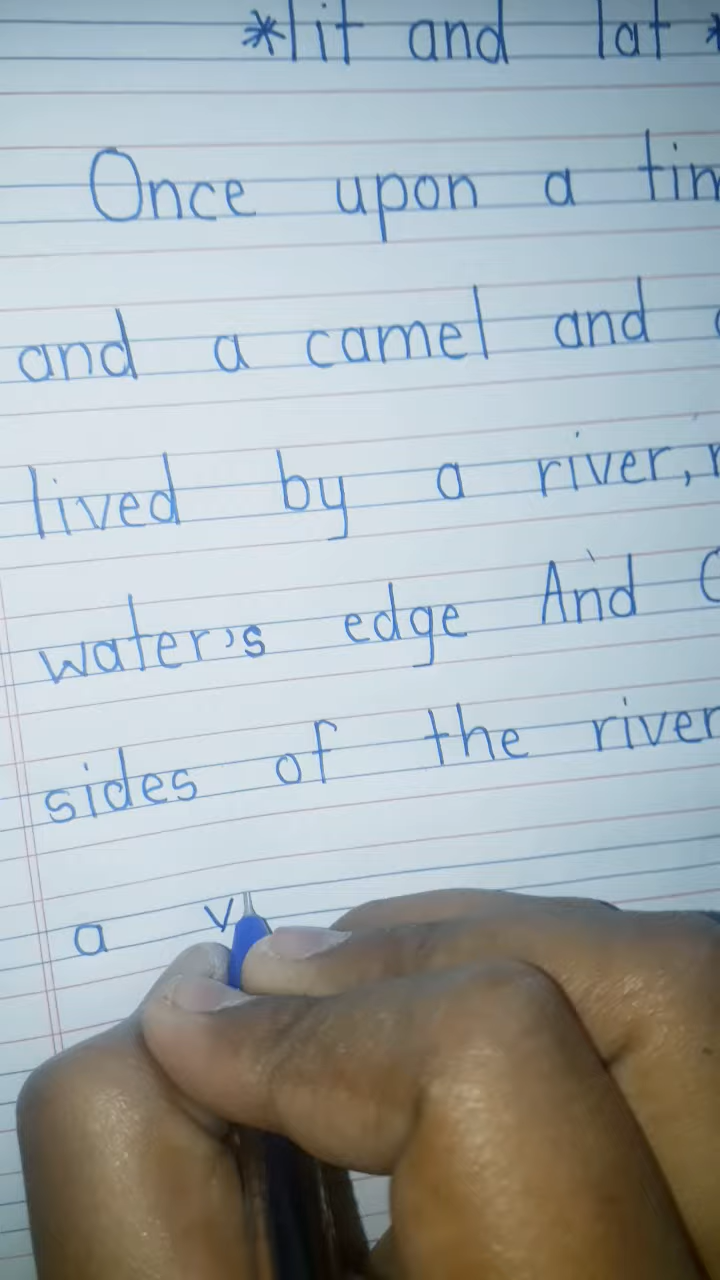 *lit and lat *
Once upon a
and a camel and
lived by a river,
water's edge And
sides of the river
a v